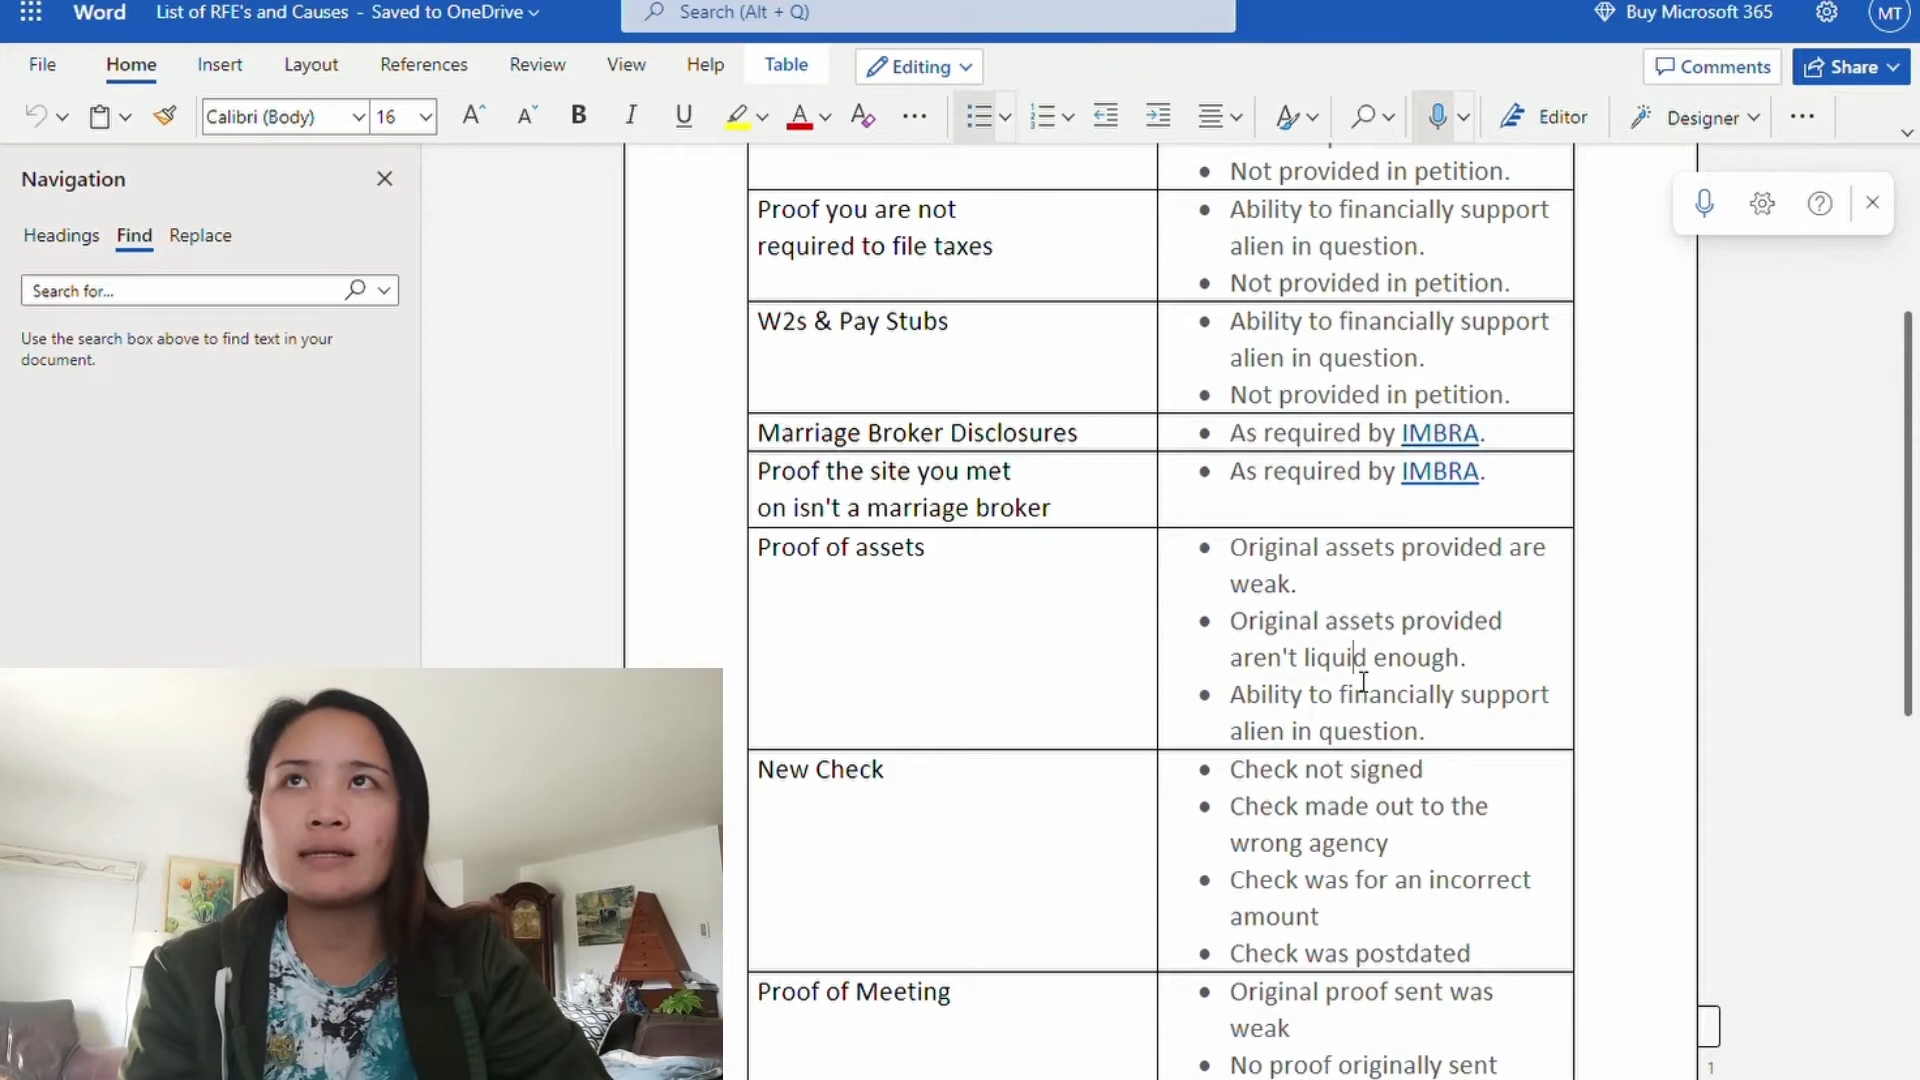 Word
List of RFE's and Causes - Saved to OneDrive
Search (Alt + Q)
Buy Microsoft 365
MT
File
Home
Insert
Layout
References
Review
View
Help
Table
Editing
Comments
Share
Calibri (Body)
16
A
A
B
I
U
A
A
Editor
Designer
Navigation
Headings
Find
Replace
Search for...
Use the search box above to find text in your
document.
Not provided in petition.
Proof you are not
required to file taxes
Ability to financially support
alien in question.
Not provided in petition.
W2s & Pay Stubs
Ability to financially support
alien in question.
Not provided in petition.
Marriage Broker Disclosures
As required by IMBRA.
Proof the site you met
on isn't a marriage broker
As required by IMBRA.
Proof of assets
Original assets provided are
weak.
Original assets provided
aren't liquid enough.
Ability to financially support
alien in question.
New Check
Check not signed
Check made out to the
wrong agency
Check was for an incorrect
amount
Check was postdated
Proof of Meeting
Original proof sent was
weak
No proof originally sent
1